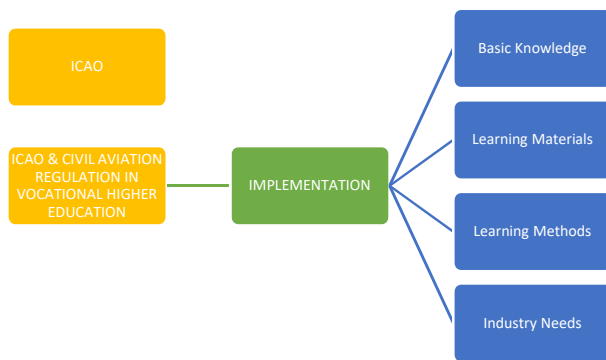 ICAO
ICAO & CIVIL AVIATION
REGULATION IN
VOCATIONAL HIGHER
EDUCATION
IMPLEMENTATION
Basic Knowledge
Learning Materials
Learning Methods
Industry Needs